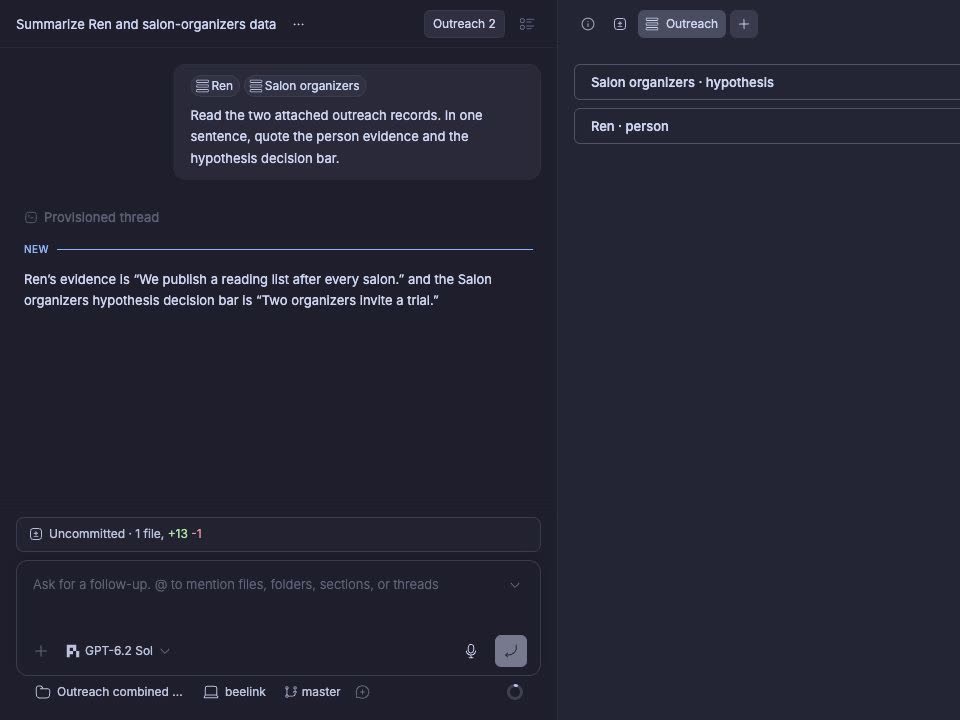 Summarize Ren and salon-organizers data
Outreach 2
Outreach
Ren
Salon organizers
Read the two attached outreach records. In one
sentence, quote the person evidence and the
hypothesis decision bar.
Provisioned thread
NEW
Ren’s evidence is “We publish a reading list after every salon.” and the Salon
organizers hypothesis decision bar is “Two organizers invite a trial.”
Uncommitted · 1 file, +13 -1
Ask for a follow-up. @ to mention files, folders, sections, or threads
GPT-6.2 Sol
Outreach combined ...
beelink
master
Salon organizers · hypothesis
Ren · person